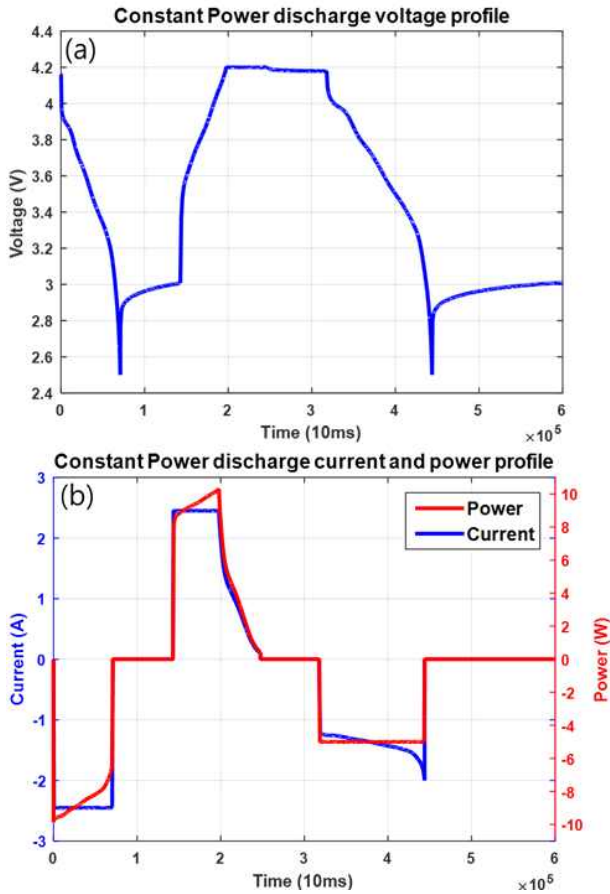 Constant Power discharge voltage profile
(a)
4.4
4.2
4
3.8
3.6
3.4
3.2
3
2.8
2.6
2.4
Voltage (V)
0 1 2 3 4 5 6
Time (10ms)
×10⁵
Constant Power discharge current and power profile
(b)
Power
Current
3
2
1
0
-1
-2
-3
Current (A)
10
8
6
4
2
0
-2
-4
-6
-8
-10
Power (W)
0 1 2 3 4 5 6
Time (10ms)
×10⁵